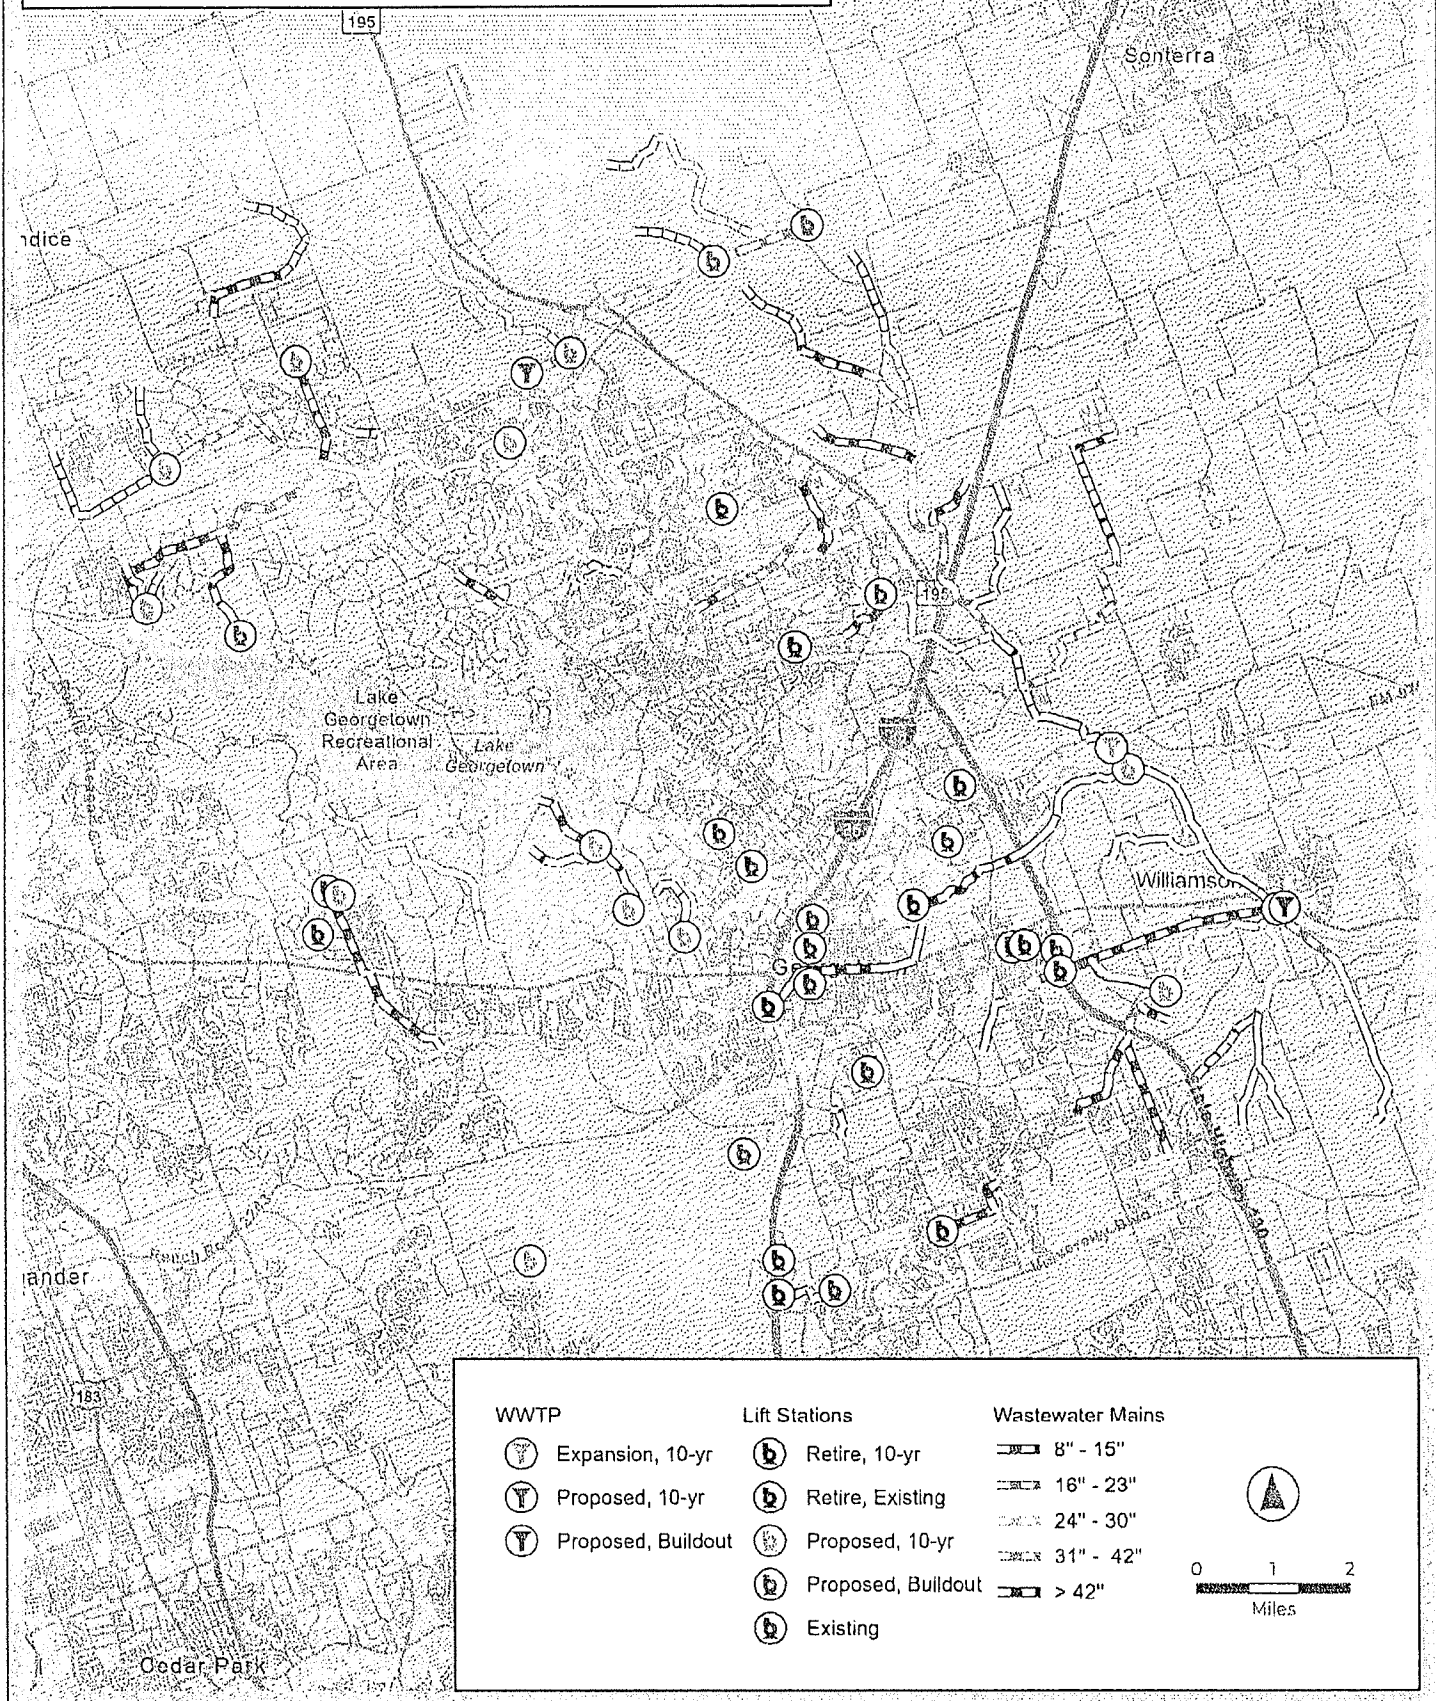 195
Sonterra
ndice
195
Lake
Georgetown
Recreational
Area
Lake
Georgetown
Williamson
ander
183
Cedar Park
WWTP
Expansion, 10-yr
Proposed, 10-yr
Proposed, Buildout
Lift Stations
Retire, 10-yr
Retire, Existing
Proposed, 10-yr
Proposed, Buildout
Existing
Wastewater Mains
8" - 15"
16" - 23"
24" - 30"
31" - 42"
> 42"
0 1 2
Miles